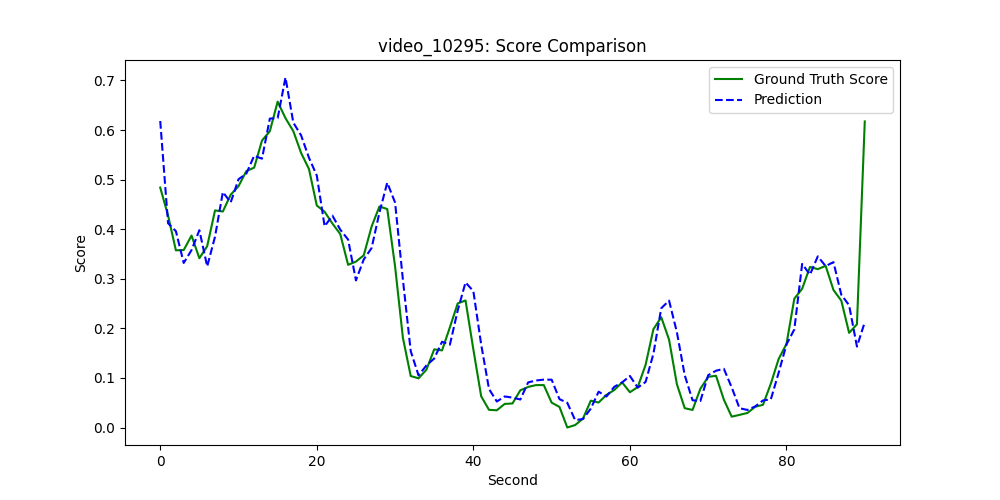 video_10295: Score Comparison
Ground Truth Score
Prediction
Score
0.7
0.6
0.5
0.4
0.3
0.2
0.1
0.0
0 20 40 60 80
Second